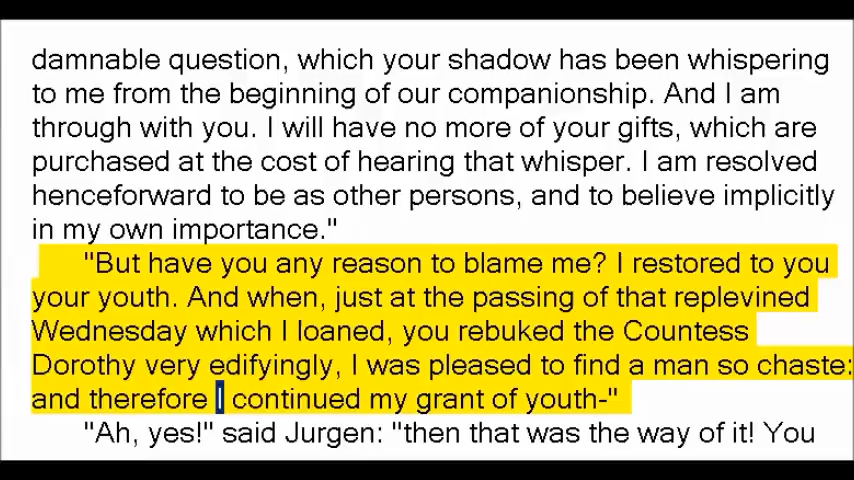 damnable question, which your shadow has been whispering
to me from the beginning of our companionship. And I am
through with you. I will have no more of your gifts, which are
purchased at the cost of hearing that whisper. I am resolved
henceforward to be as other persons, and to believe implicitly
in my own importance."
"But have you any reason to blame me? I restored to you
your youth. And when, just at the passing of that replevined
Wednesday which I loaned, you rebuked the Countess
Dorothy very edifyingly, I was pleased to find a man so chaste:
and therefore I continued my grant of youth-"
"Ah, yes!" said Jurgen: "then that was the way of it! You